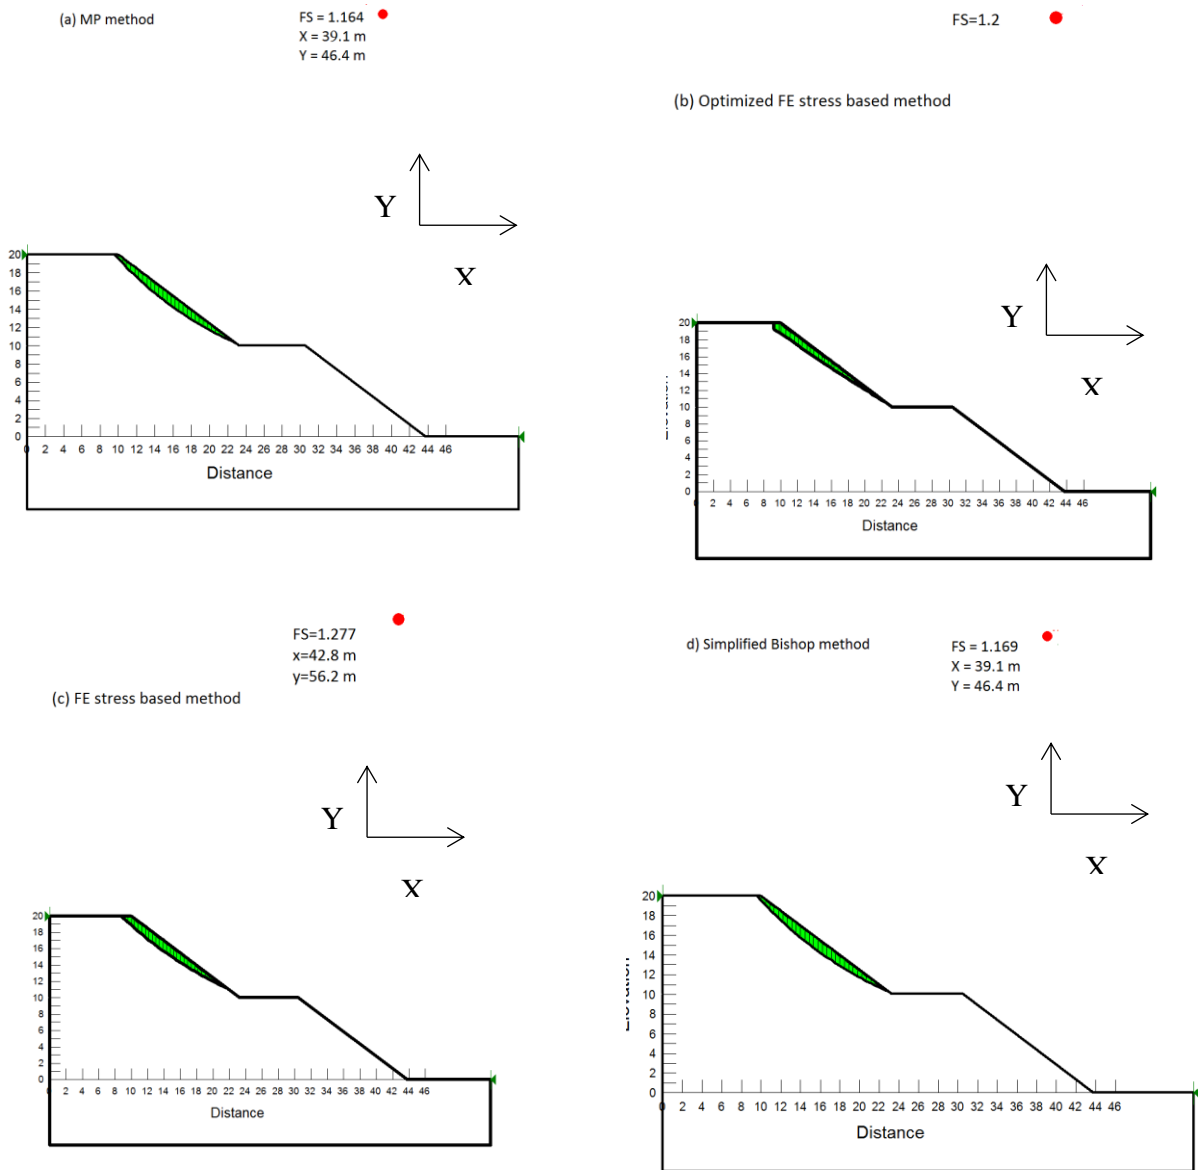 (a) MP method
FS = 1.164
X = 39.1 m
Y = 46.4 m
Y
X
20
18
16
14
12
10
8
6
4
2
0
0 2 4 6 8 10 12 14 16 18 20 22 24 26 28 30 32 34 36 38 40 42 44 46
Distance
FS=1.2
(b) Optimized FE stress based method
Y
X
20
18
16
14
12
10
8
6
4
2
0
2 4 6 8 10 12 14 16 18 20 22 24 26 28 30 32 34 36 38 40 42 44 46
Distance
FS=1.277
x=42.8 m
y=56.2 m
(c) FE stress based method
Y
X
20
18
16
14
12
10
8
6
4
2
0
2 4 6 8 10 12 14 16 18 20 22 24 26 28 30 32 34 36 38 40 42 44 46
Distance
d) Simplified Bishop method
FS = 1.169
X = 39.1 m
Y = 46.4 m
Y
X
20
18
16
14
12
10
8
6
4
2
0
0 2 4 6 8 10 12 14 16 18 20 22 24 26 28 30 32 34 36 38 40 42 44 46
Distance